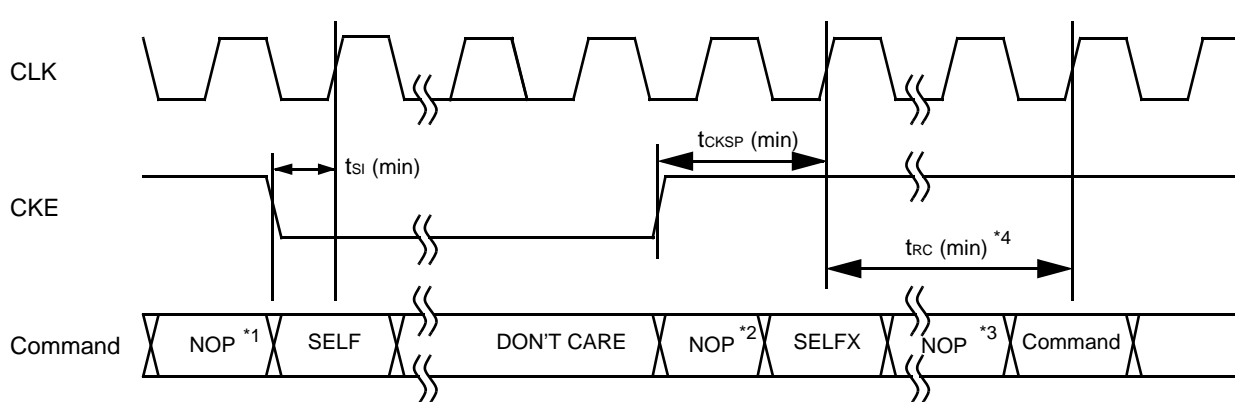 CLK
tSI (min)
tCKSP (min)
CKE
tRC (min) *4
Command
NOP *1
SELF
DON'T CARE
NOP *2
SELFX
NOP *3
Command